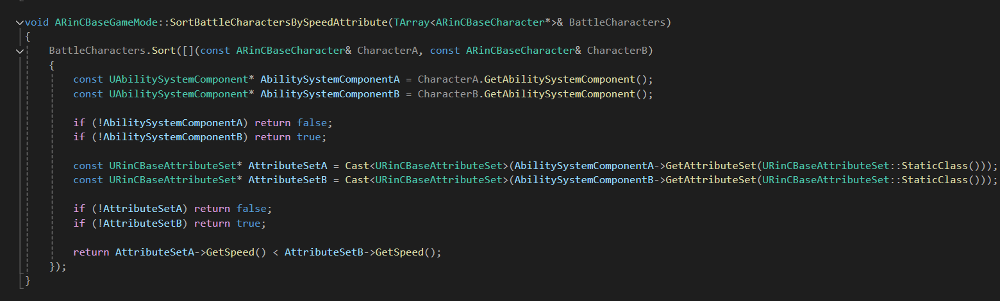 void ARinCBaseGameMode::SortBattleCharactersBySpeedAttribute(TArray<ARinCBaseCharacter*>& BattleCharacters)
{
BattleCharacters.Sort([](const ARinCBaseCharacter& CharacterA, const ARinCBaseCharacter& CharacterB)
{
const UAbilitySystemComponent* AbilitySystemComponentA = CharacterA.GetAbilitySystemComponent();
const UAbilitySystemComponent* AbilitySystemComponentB = CharacterB.GetAbilitySystemComponent();
if (!AbilitySystemComponentA) return false;
if (!AbilitySystemComponentB) return true;
const URinCBaseAttributeSet* AttributeSetA = Cast<URinCBaseAttributeSet>(AbilitySystemComponentA->GetAttributeSet(URinCBaseAttributeSet::StaticClass()));
const URinCBaseAttributeSet* AttributeSetB = Cast<URinCBaseAttributeSet>(AbilitySystemComponentB->GetAttributeSet(URinCBaseAttributeSet::StaticClass()));
if (!AttributeSetA) return false;
if (!AttributeSetB) return true;
return AttributeSetA->GetSpeed() < AttributeSetB->GetSpeed();
});
}